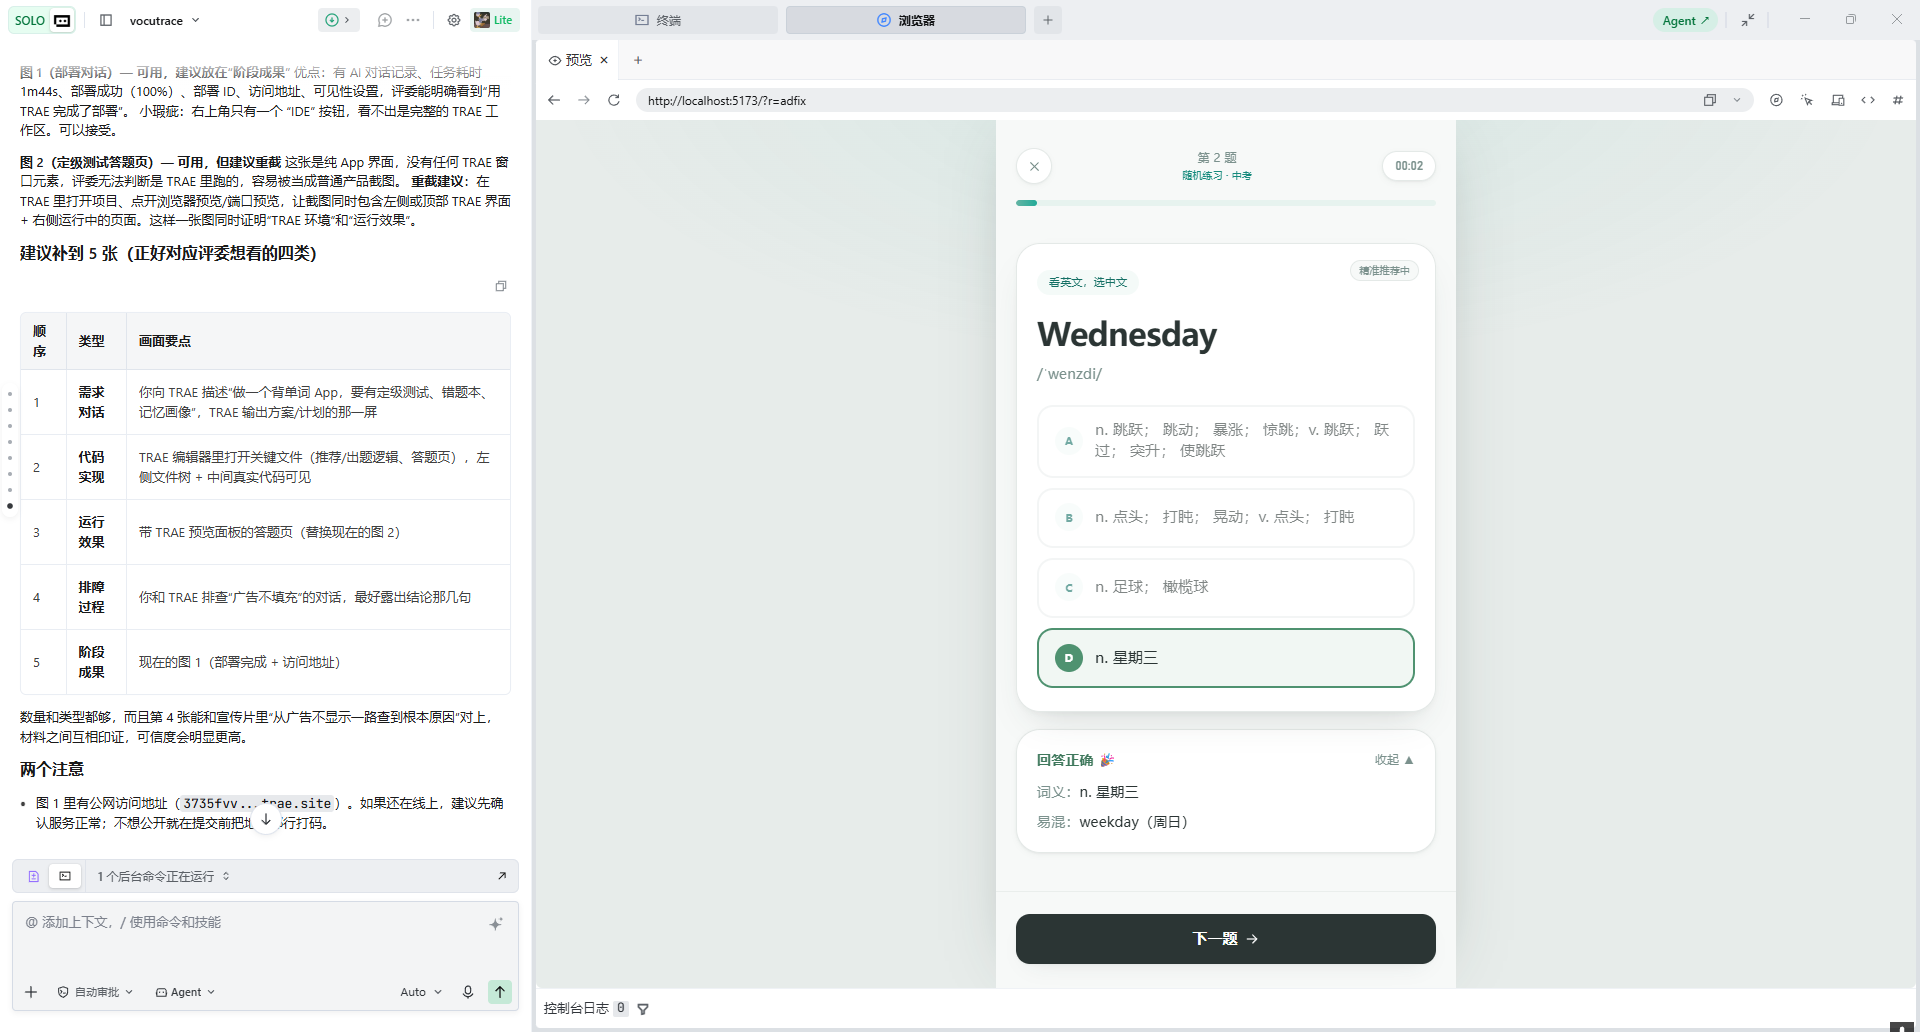 SOLO
vocutrace
Lite
图 1（部署对话）— 可用，建议放在“阶段成果” 优点：有 AI 对话记录、任务耗时
1m44s、部署成功（100%）、部署 ID、访问地址、可见性设置，评委能明确看到“用
TRAE 完成了部署”。 小瑕疵：右上角只有一个 “IDE” 按钮，看不出是完整的 TRAE 工
作区。可以接受。
图 2（定级测试答题页）— 可用，但建议重截 这张是纯 App 界面，没有任何 TRAE 窗
口元素，评委无法判断是 TRAE 里跑的，容易被当成普通产品截图。 重截建议：在
TRAE 里打开项目、点开浏览器预览/端口预览，让截图同时包含左侧或顶部 TRAE 界面
+ 右侧运行中的页面。这样一张图同时证明“TRAE 环境”和“运行效果”。
建议补到 5 张（正好对应评委想看的四类）
顺序 类型 画面要点
1 需求对话 你向 TRAE 描述“做一个背单词 App，要有定级测试、错题本、
记忆画像”，TRAE 输出方案/计划的那一屏
2 代码实现 TRAE 编辑器里打开关键文件（推荐/出题逻辑、答题页），左
侧文件树 + 中间真实代码可见
3 运行效果 带 TRAE 预览面板的答题页（替换现在的图 2）
4 排障过程 你和 TRAE 排查“广告不填充”的对话，最好露出结论那几句
5 阶段成果 现在的图 1（部署完成 + 访问地址）
数量和类型都够，而且第 4 张能和宣传片里“从广告不显示一路查到根本原因”对上，
材料之间互相印证，可信度会明显更高。
两个注意
• 图 1 里有公网访问地址（3735fvv...trae.site）。如果还在线上，建议先确
认服务正常；不想公开就在提交前把地 行打码。
1 个后台命令正在运行
@ 添加上下文，/ 使用命令和技能
自动审批
Agent
Auto
终端
浏览器
Agent ↗
预览
http://localhost:5173/?r=adfix
第 2 题
随机练习 · 中考
00:02
看英文，选中文
精准推荐中
Wednesday
/ˈwenzdi/
A n. 跳跃； 跳动； 暴涨； 惊跳；v. 跳跃； 跃
过； 突升； 使跳跃
B n. 点头； 打盹； 晃动；v. 点头； 打盹
C n. 足球； 橄榄球
D n. 星期三
回答正确 🎉
收起 ▲
词义：n. 星期三
易混：weekday（周日）
下一题 →
控制台日志 0